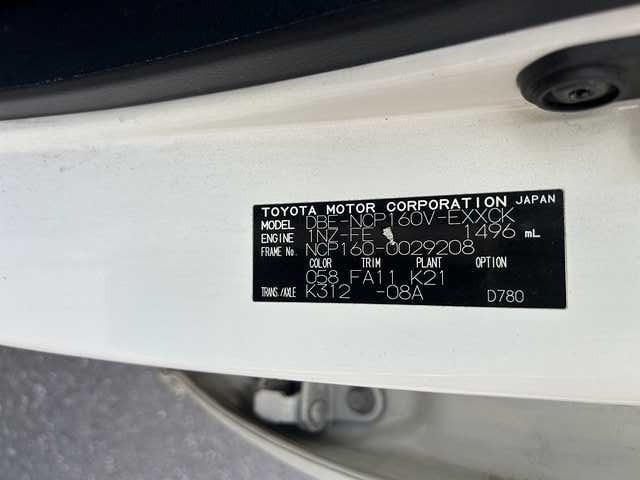 TOYOTA MOTOR CORPORATION JAPAN
MODEL DBE-NCP160V-EXXCK
ENGINE 1NZ-FE 1496 mL
FRAME No. NCP160-0029208
COLOR TRIM PLANT OPTION
058 FA11 K21
TRANS./AXLE K312 -08A D780